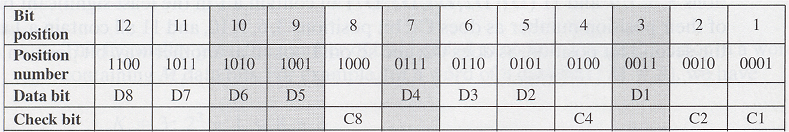 Bit position 12 11 10 9 8 7 6 5 4 3 2 1
Position number 1100 1011 1010 1001 1000 0111 0110 0101 0100 0011 0010 0001
Data bit D8 D7 D6 D5 D4 D3 D2 D1
Check bit C8 C4 C2 C1